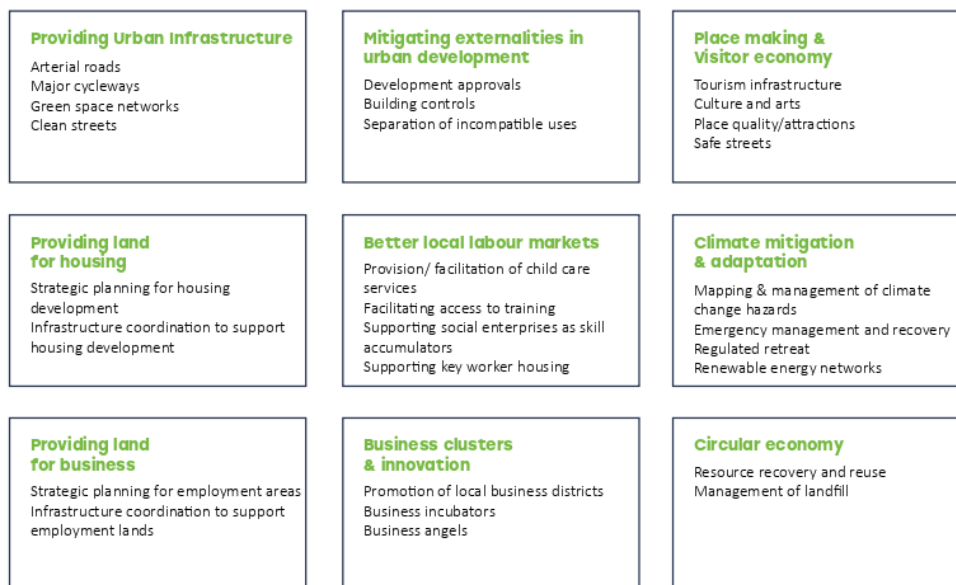 Providing Urban Infrastructure
Arterial roads
Major cycleways
Green space networks
Clean streets
Mitigating externalities in
urban development
Development approvals
Building controls
Separation of incompatible uses
Place making &
Visitor economy
Tourism infrastructure
Culture and arts
Place quality/attractions
Safe streets
Providing land
for housing
Strategic planning for housing
development
Infrastructure coordination to support
housing development
Better local labour markets
Provision/ facilitation of child care
services
Facilitating access to training
Supporting social enterprises as skill
accumulators
Supporting key worker housing
Climate mitigation
& adaptation
Mapping & management of climate
change hazards
Emergency management and recovery
Regulated retreat
Renewable energy networks
Providing land
for business
Strategic planning for employment areas
Infrastructure coordination to support
employment lands
Business clusters
& innovation
Promotion of local business districts
Business incubators
Business angels
Circular economy
Resource recovery and reuse
Management of landfill